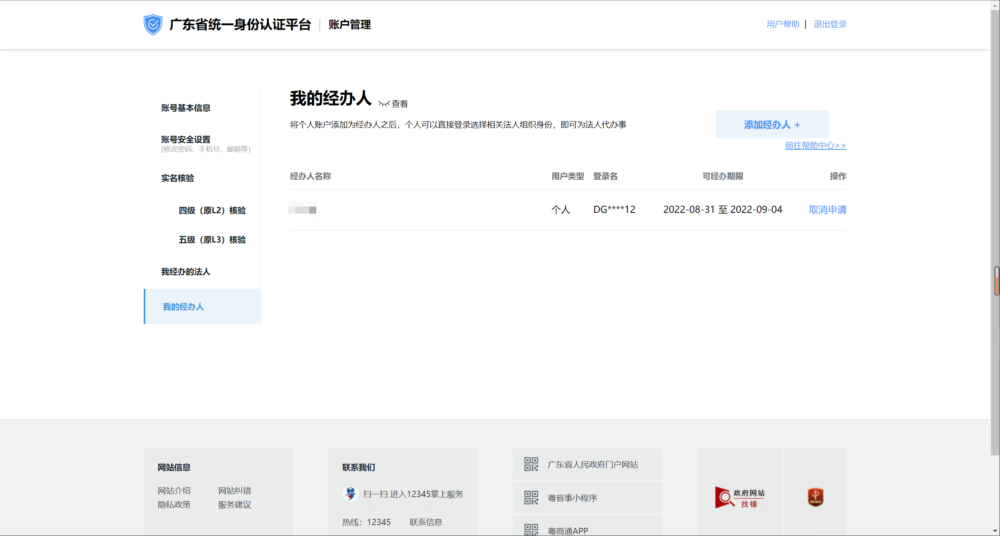 广东省统一身份认证平台 | 账户管理
用户帮助 | 退出登录
账号基本信息
账号安全设置
(修改密码、手机号、邮箱等)
实名核验
四级（原L2）核验
五级（原L3）核验
我经办的法人
我的经办人
我的经办人 查看
将个人账户添加为经办人之后，个人可以直接登录选择相关法人组织身份，即可为法人代办事
添加经办人 +
前往帮助中心>>
经办人名称 用户类型 登录名 可经办期限 操作
个人 DG****12 2022-08-31 至 2022-09-04 取消申请
网站信息
网站介绍 网站纠错
隐私政策 服务建议
联系我们
扫一扫 进入12345掌上服务
热线：12345 联系信息
广东省人民政府门户网站
粤省事小程序
粤商通APP
政府网站
找错
党政机关